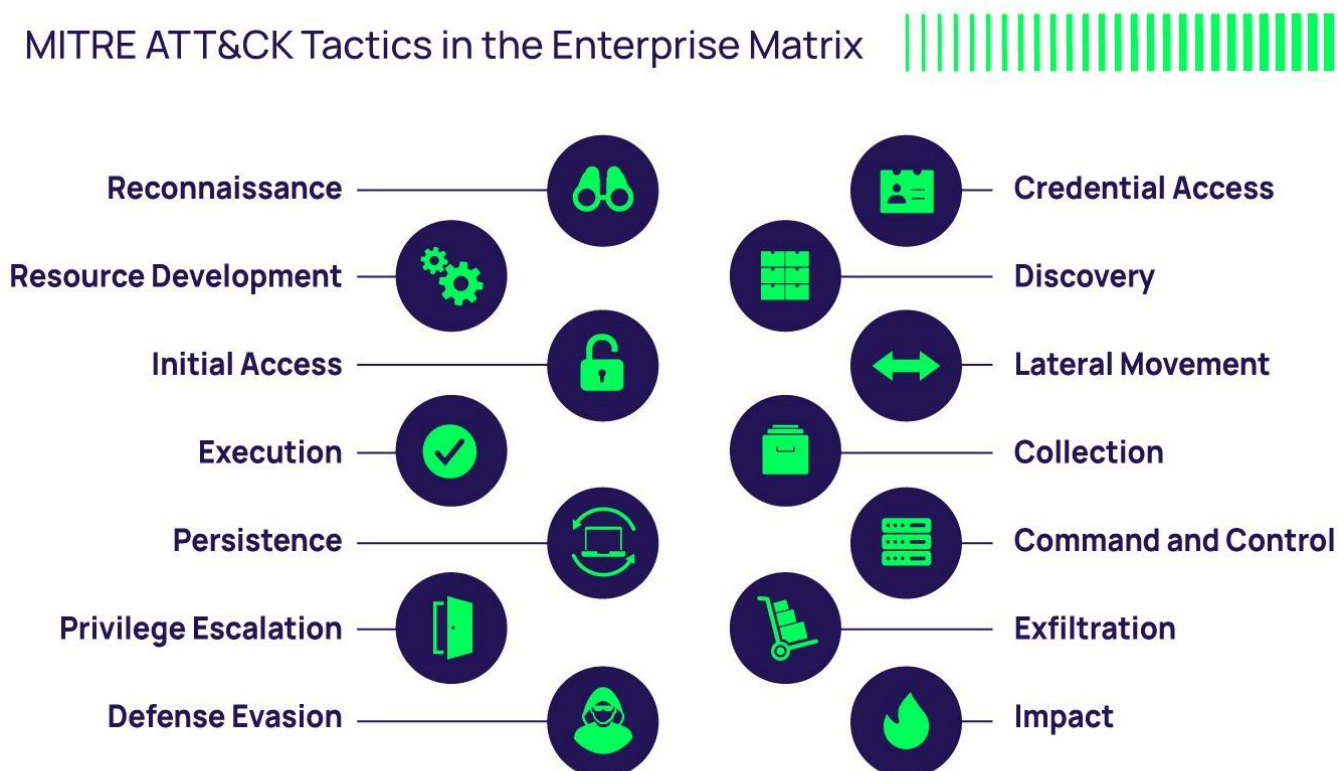 MITRE ATT&CK Tactics in the Enterprise Matrix
Reconnaissance
Resource Development
Initial Access
Execution
Persistence
Privilege Escalation
Defense Evasion
Credential Access
Discovery
Lateral Movement
Collection
Command and Control
Exfiltration
Impact